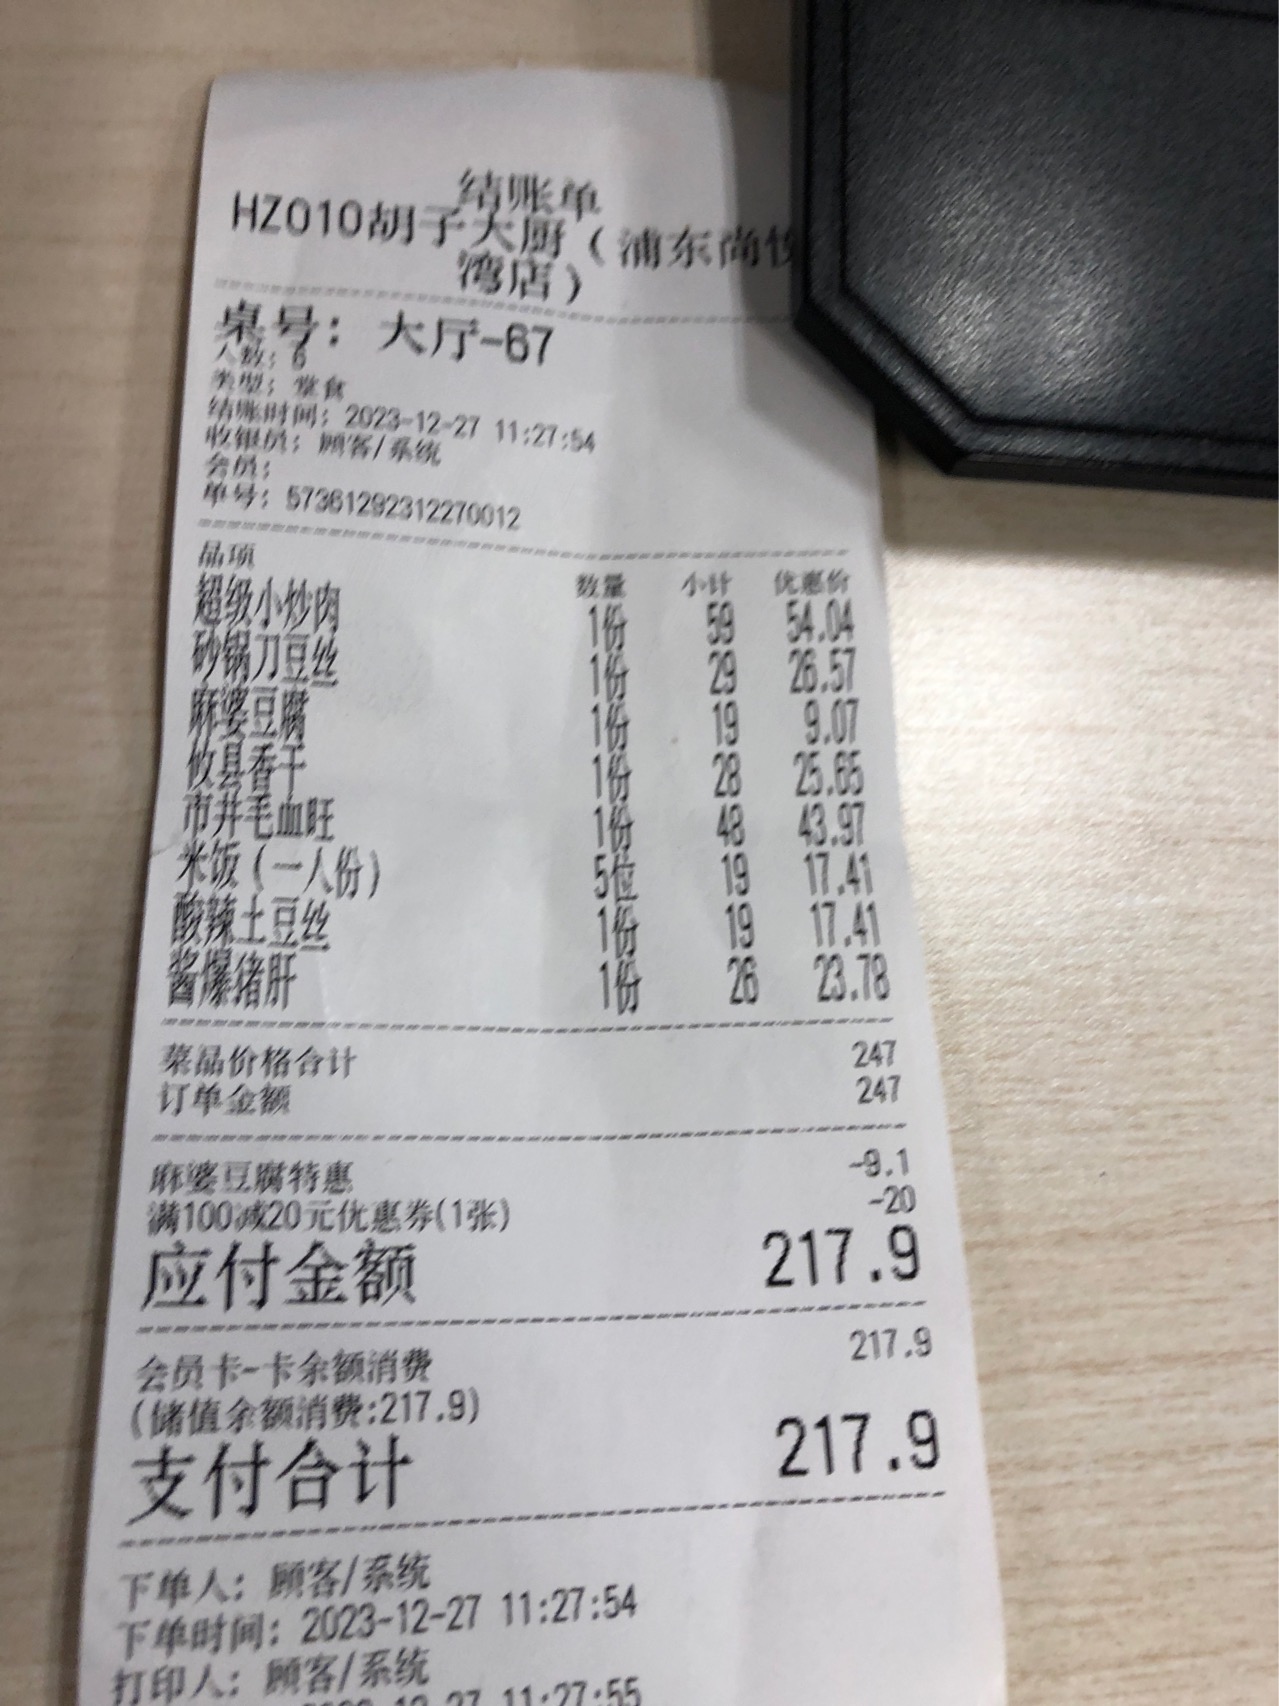 结账单
HZ010胡子大厨（浦东尚
湾店）
桌号：大厅-67
人数：6
类型：堂食
结账时间：2023-12-27 11:27:54
收银员：顾客/系统
会员：
单号：57361292312270012
品项 数量 小计 优惠价
超级小炒肉 1份 59 54.04
砂锅刀豆丝 1份 29 26.57
麻婆豆腐 1份 19 9.07
攸县香干 1份 28 25.65
市井毛血旺 1份 48 43.97
米饭（一人份） 5位 19 17.41
酸辣土豆丝 1份 19 17.41
酱爆猪肝 1份 26 23.78
菜品价格合计 247
订单金额 247
麻婆豆腐特惠 -9.1
满100减20元优惠券(1张) -20
应付金额 217.9
会员卡-卡余额消费 217.9
(储值余额消费:217.9)
支付合计 217.9
下单人：顾客/系统
下单时间：2023-12-27 11:27:54
打印人：顾客/系统
2023-12-27 11:27:55